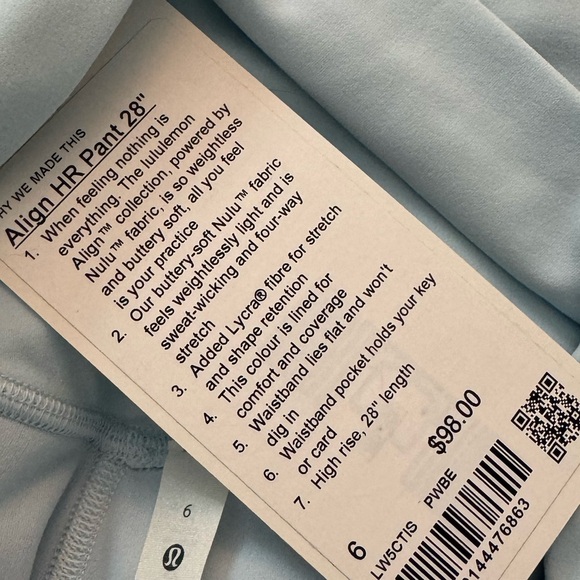 HY WE MADE THIS
Align HR Pant 28"
1. When feeling nothing is
everything. The lululemon
Align™ collection, powered by
Nulu™ fabric, is so weightless
and buttery soft, all you feel
is your practice
2. Our buttery-soft Nulu™ fabric
feels weightlessly light and is
sweat-wicking and four-way
stretch
3. Added Lycra® fibre for stretch
and shape retention
4. This colour is lined for
comfort and coverage
5. Waistband lies flat and won't
dig in
6. Waistband pocket holds your key
or card
7. High rise, 28" length
$98.00
6
LW5CTIS PWBE
144476863
6